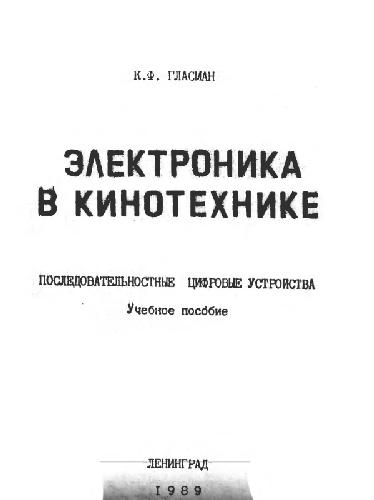 К.Ф. ГЛАСМАН
ЭЛЕКТРОНИКА
В КИНОТЕХНИКЕ
ПОСЛЕДОВАТЕЛЬНОСТНЫЕ ЦИФРОВЫЕ УСТРОЙСТВА
Учебное пособие
ЛЕНИНГРАД
1989